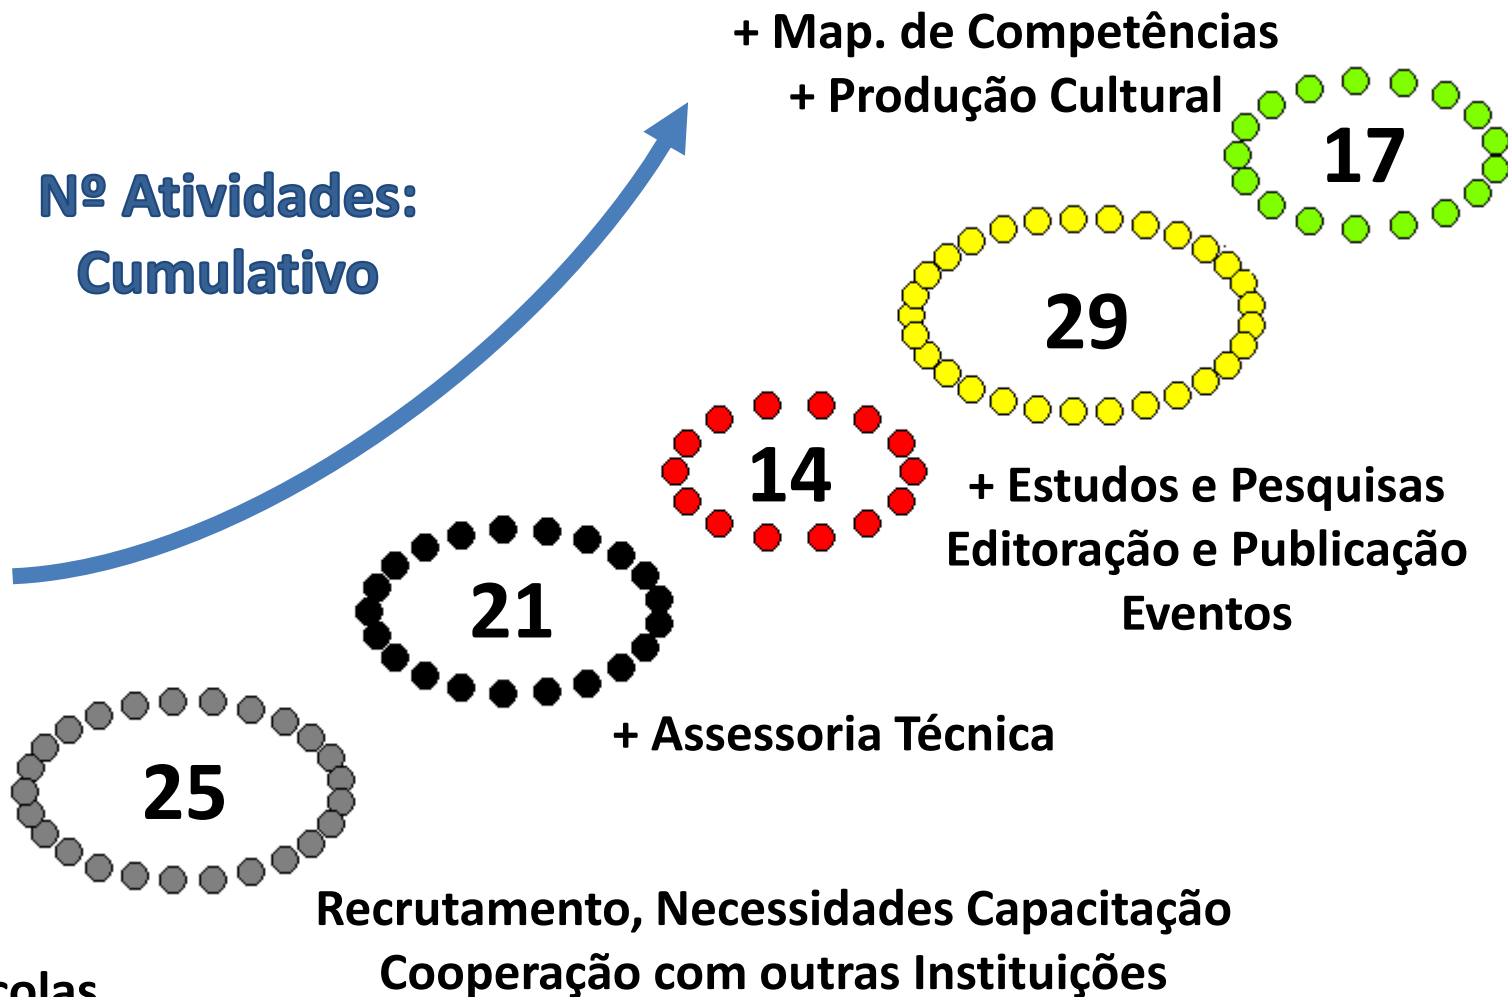 + Map. de Competências
+ Produção Cultural
17
Nº Atividades:
Cumulativo
29
14
+ Estudos e Pesquisas
Editoração e Publicação
Eventos
21
+ Assessoria Técnica
25
Recrutamento, Necessidades Capacitação
Cooperação com outras Instituições